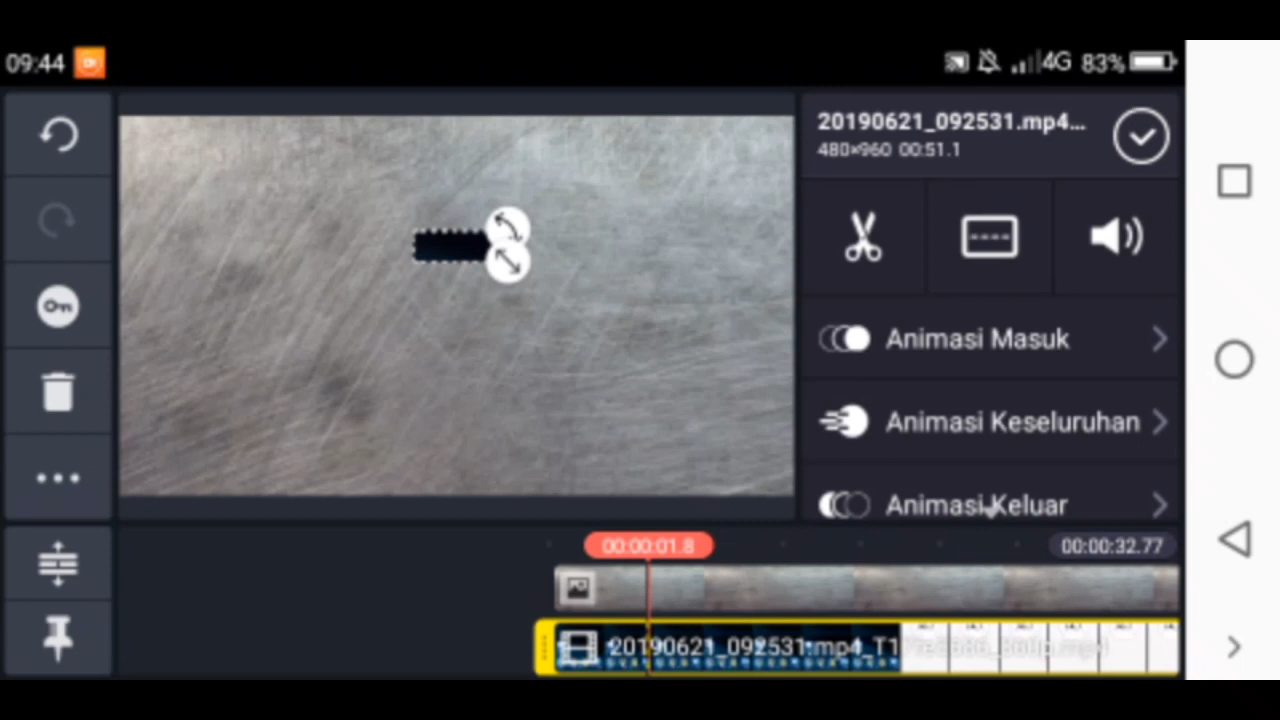 09:44
4G 83%
20190621_092531.mp4...
480×960 00:51.1
Animasi Masuk
Animasi Keseluruhan
Animasi Keluar
00:00:01.8
00:00:32.77
20190621_092531.mp4_T1